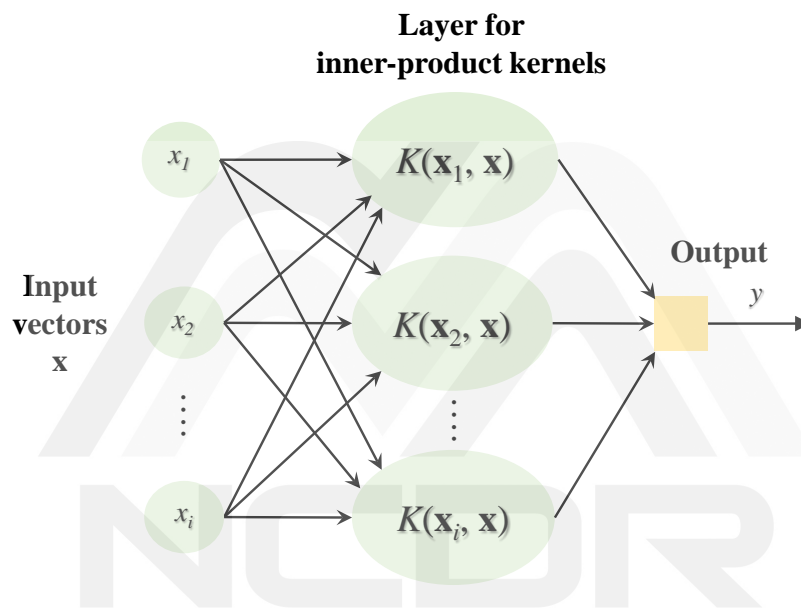 Layer for
inner-product kernels
x₁
K(𝐱₁, 𝐱)
Output
y
Input
vectors
x
x₂
K(𝐱₂, 𝐱)
xᵢ
K(𝐱ᵢ, 𝐱)
NCDR